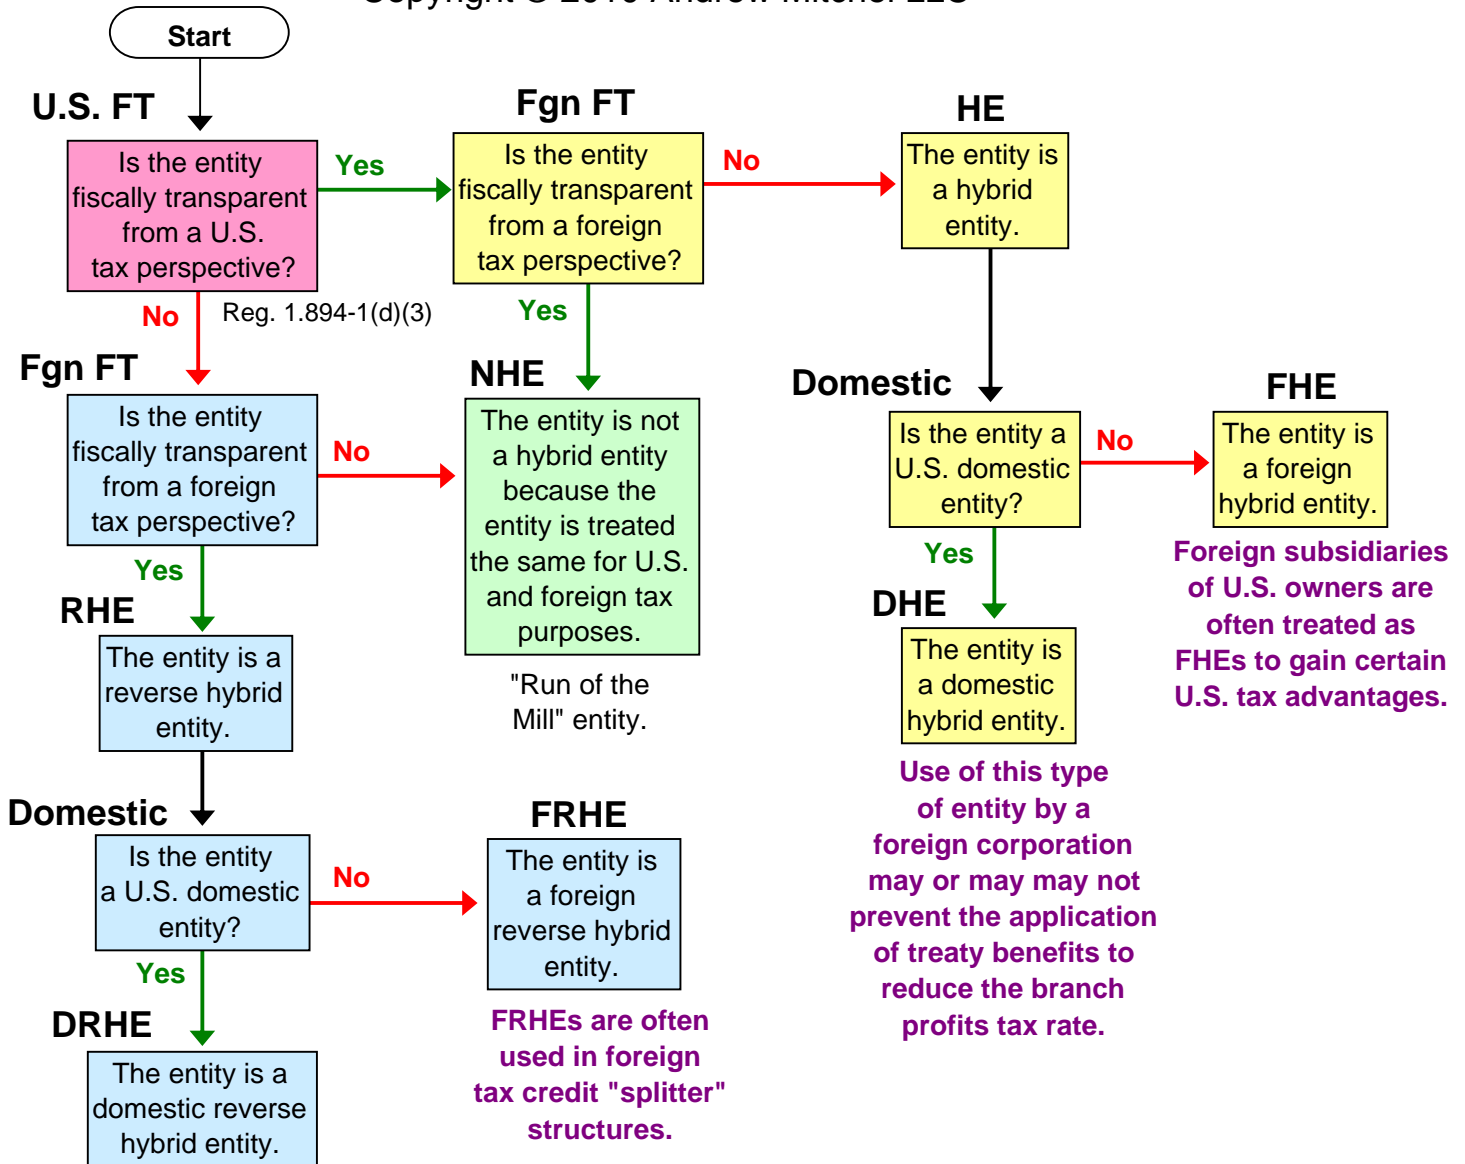 Copyright © 2010 Andrew Mitchel LLC
Start
U.S. FT
Is the entity
fiscally transparent
from a U.S.
tax perspective?
Yes
Fgn FT
Is the entity
fiscally transparent
from a foreign
tax perspective?
No
HE
The entity is
a hybrid
entity.
No
Reg. 1.894-1(d)(3)
Yes
Fgn FT
Is the entity
fiscally transparent
from a foreign
tax perspective?
No
NHE
The entity is not
a hybrid entity
because the
entity is treated
the same for U.S.
and foreign tax
purposes.
"Run of the
Mill" entity.
Domestic
Is the entity a
U.S. domestic
entity?
No
FHE
The entity is
a foreign
hybrid entity.
Foreign subsidiaries
of U.S. owners are
often treated as
FHEs to gain certain
U.S. tax advantages.
Yes
DHE
The entity is
a domestic
hybrid entity.
Use of this type
of entity by a
foreign corporation
may or may may not
prevent the application
of treaty benefits to
reduce the branch
profits tax rate.
Yes
RHE
The entity is a
reverse hybrid
entity.
Domestic
Is the entity
a U.S. domestic
entity?
No
FRHE
The entity is
a foreign
reverse hybrid
entity.
FRHEs are often
used in foreign
tax credit "splitter"
structures.
Yes
DRHE
The entity is a
domestic reverse
hybrid entity.